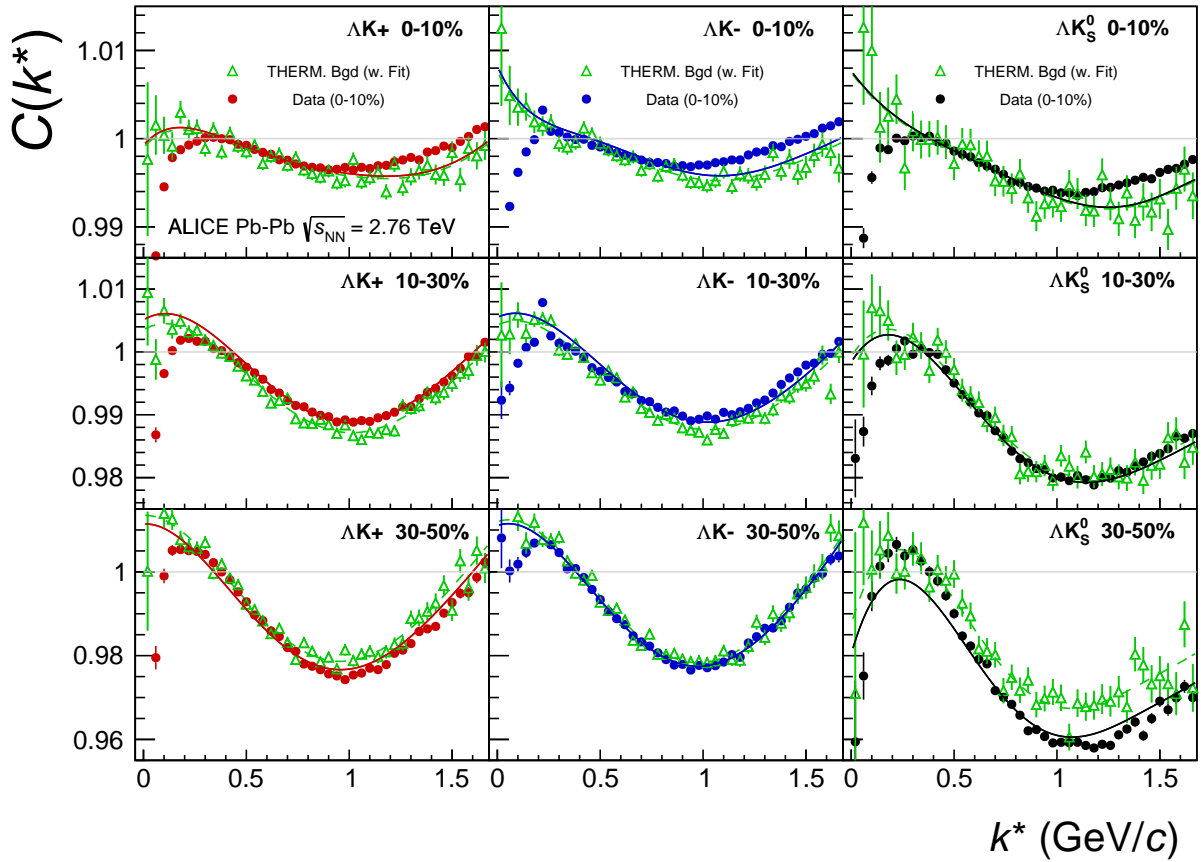 C(k*)
ΛK+ 0-10%
THERM. Bgd (w. Fit)
Data (0-10%)
ALICE Pb-Pb √sNN = 2.76 TeV
ΛK- 0-10%
THERM. Bgd (w. Fit)
Data (0-10%)
ΛK0S 0-10%
THERM. Bgd (w. Fit)
Data (0-10%)
1.01
1
0.99
ΛK+ 10-30%
ΛK- 10-30%
ΛK0S 10-30%
1.01
1
0.99
0.98
ΛK+ 30-50%
ΛK- 30-50%
ΛK0S 30-50%
1
0.98
0.96
0 0.5 1 1.5
0 0.5 1 1.5
0 0.5 1 1.5
k* (GeV/c)